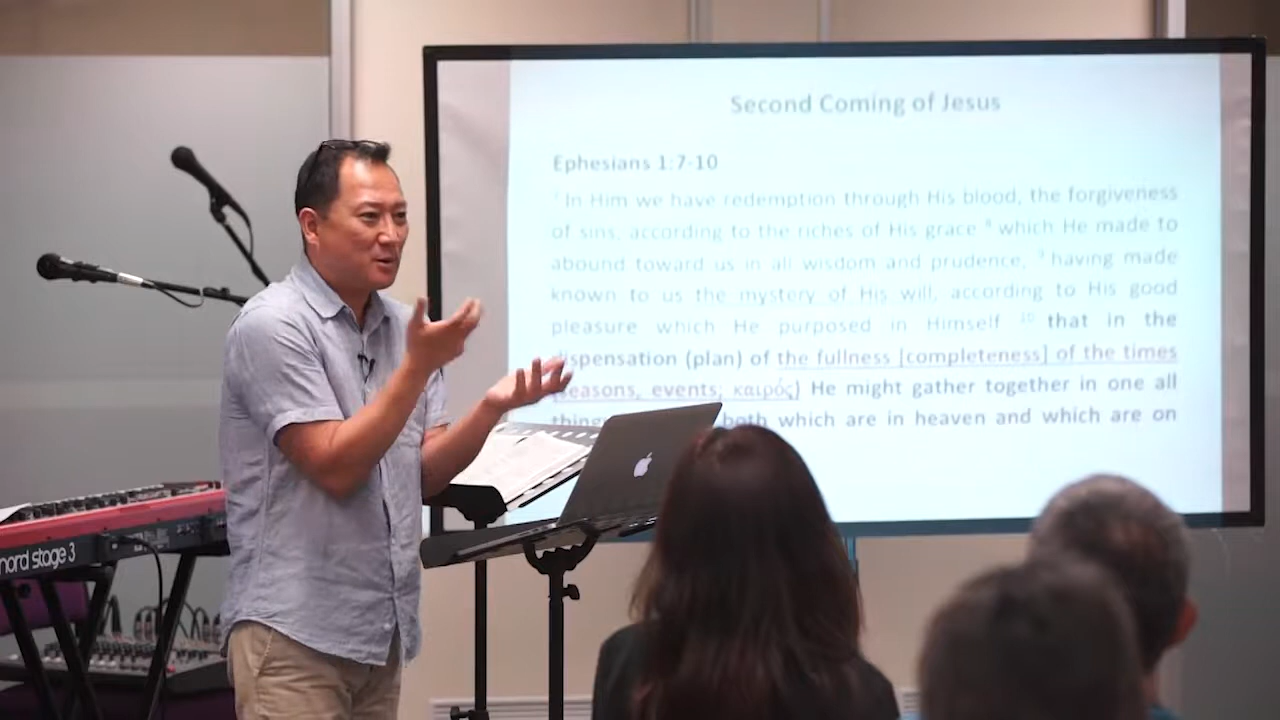 Second Coming of Jesus
Ephesians 1:7-10
7 In Him we have redemption through His blood, the forgiveness
of sins, according to the riches of His grace 8 which He made to
abound toward us in all wisdom and prudence, 9 having made
known to us the mystery of His will, according to His good
pleasure which He purposed in Himself 10 that in the
dispensation (plan) of the fullness [completeness] of the times
(seasons, events; καιρός) He might gather together in one all
things both which are in heaven and which are on
nord stage 3